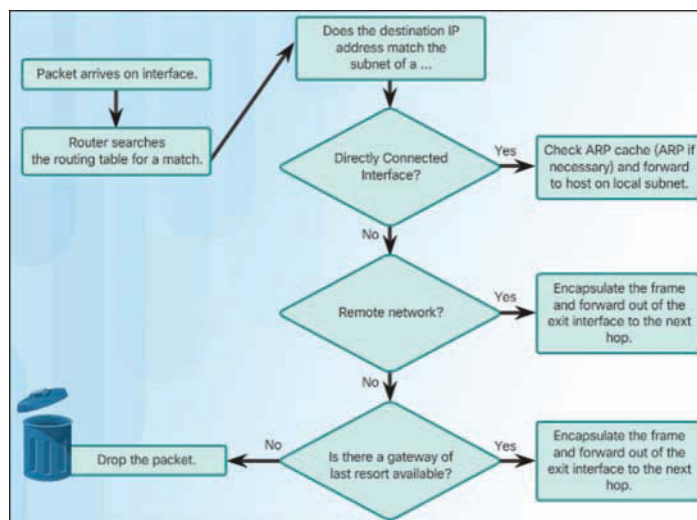 Packet arrives on interface.
Router searches
the routing table for a match.
Does the destination IP
address match the
subnet of a ...
Directly Connected
Interface?
Yes
Check ARP cache (ARP if
necessary) and forward
to host on local subnet.
No
Remote network?
Yes
Encapsulate the frame
and forward out of the
exit interface to the next
hop.
No
Is there a gateway of
last resort available?
Yes
Encapsulate the frame
and forward out of the
exit interface to the next
hop.
No
Drop the packet.